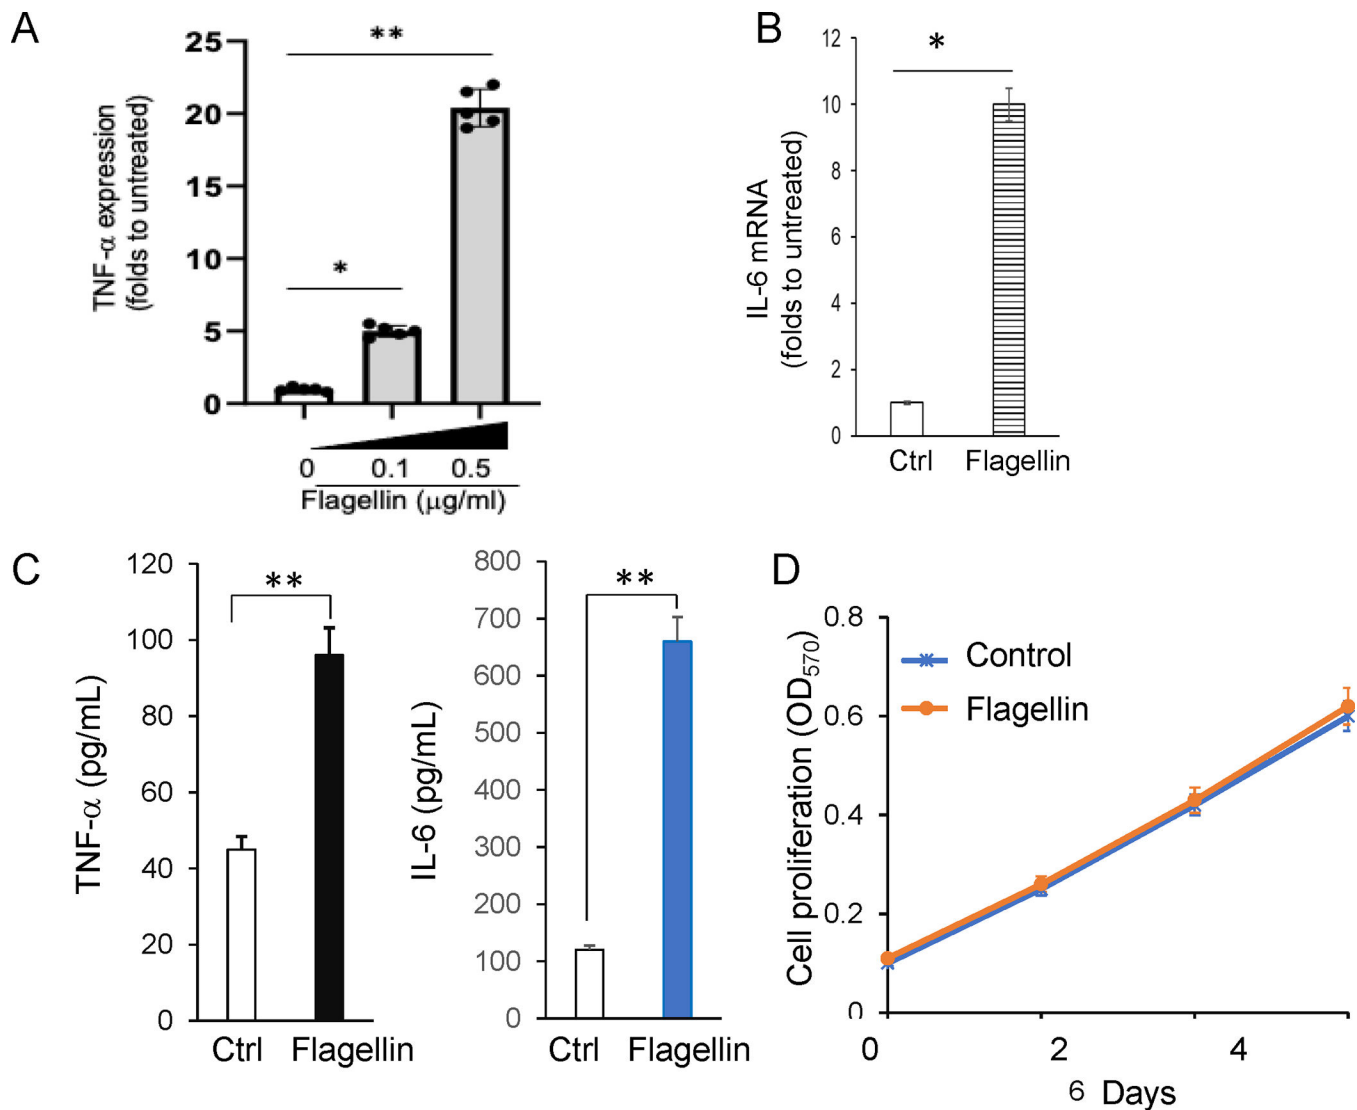 A
**
25
20
15
10
5
0
*
TNF-α expression
(folds to untreated)
0 0.1 0.5
Flagellin (μg/ml)
B
*
12
10
8
6
4
2
0
IL-6 mRNA
(folds to untreated)
Ctrl Flagellin
C
**
120
100
80
60
40
20
0
TNF-α (pg/mL)
Ctrl Flagellin
**
800
700
600
500
400
300
200
100
0
IL-6 (pg/mL)
Ctrl Flagellin
D
0.8
0.6
0.4
0.2
0
Cell proliferation (OD570)
Control
Flagellin
0 2 4
6 Days